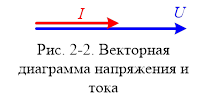 I U
Рис. 2-2. Векторная
диаграмма напряжения и
тока